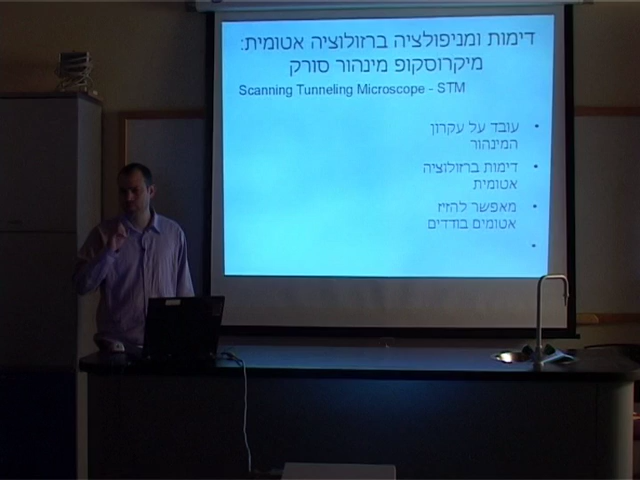 דימות ומניפולציה ברזולוציה אטומית:
מיקרוסקופ מינהור סורק
Scanning Tunneling Microscope - STM
• עובד על עקרון
המינהור
• דימות ברזולוציה
אטומית
• מאפשר להזיז
אטומים בודדים
•